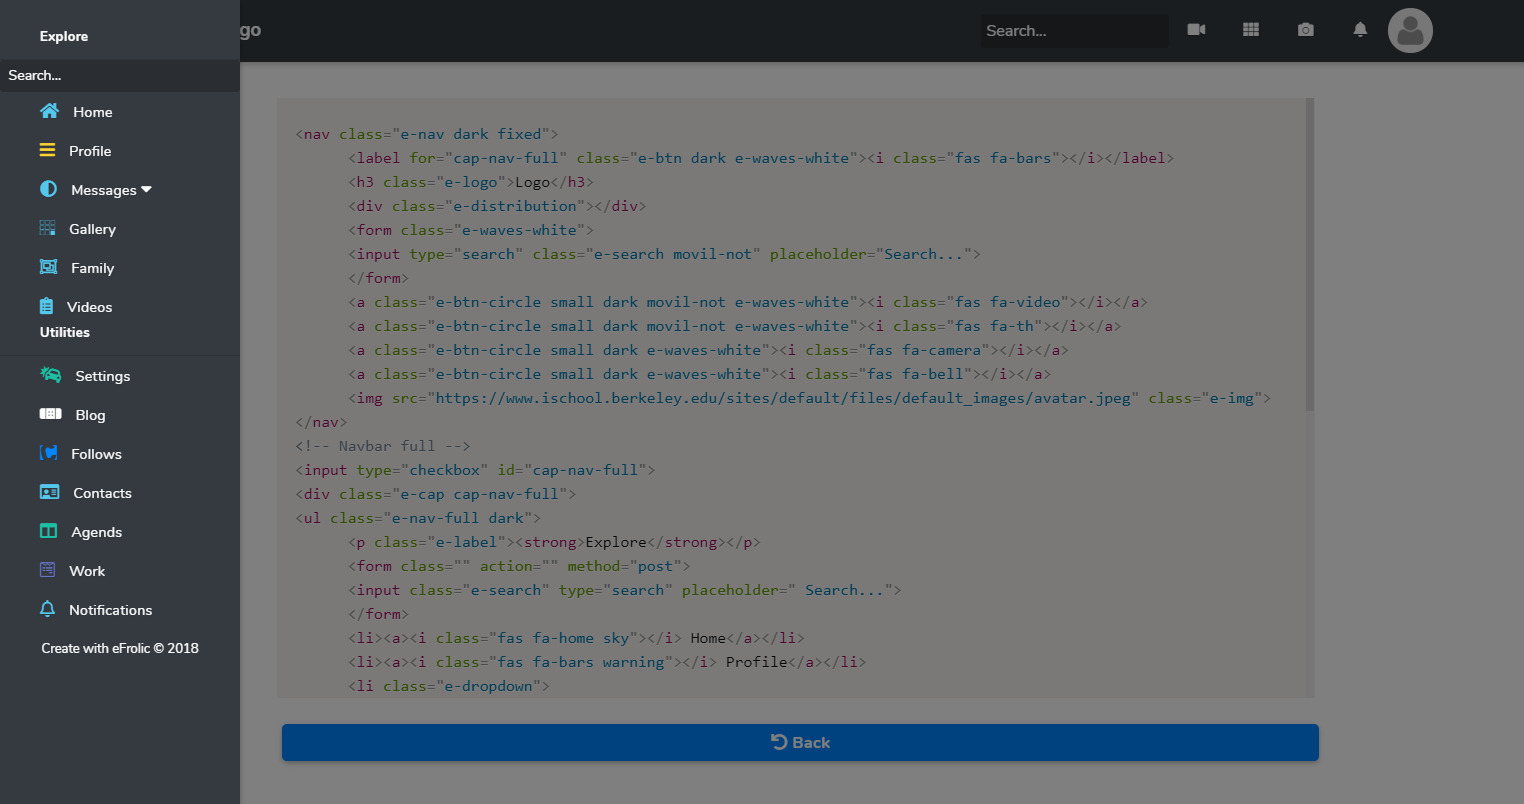 Explore
Search...
Home
Profile
Messages
Gallery
Family
Videos
Utilities
Settings
Blog
Follows
Contacts
Agends
Work
Notifications
Create with eFrolic © 2018
go
Search...
<nav class="e-nav dark fixed">
<label for="cap-nav-full" class="e-btn dark e-waves-white"><i class="fas fa-bars"></i></label>
<h3 class="e-logo">Logo</h3>
<div class="e-distribution"></div>
<form class="e-waves-white">
<input type="search" class="e-search movil-not" placeholder="Search...">
</form>
<a class="e-btn-circle small dark movil-not e-waves-white"><i class="fas fa-video"></i></a>
<a class="e-btn-circle small dark movil-not e-waves-white"><i class="fas fa-th"></i></a>
<a class="e-btn-circle small dark e-waves-white"><i class="fas fa-camera"></i></a>
<a class="e-btn-circle small dark e-waves-white"><i class="fas fa-bell"></i></a>
<img src="https://www.ischool.berkeley.edu/sites/default/files/default_images/avatar.jpeg" class="e-img">
</nav>
<!-- Navbar full -->
<input type="checkbox" id="cap-nav-full">
<div class="e-cap cap-nav-full">
<ul class="e-nav-full dark">
<p class="e-label"><strong>Explore</strong></p>
<form class="" action="" method="post">
<input class="e-search" type="search" placeholder=" Search...">
</form>
<li><a><i class="fas fa-home sky"></i> Home</a></li>
<li><a><i class="fas fa-bars warning"></i> Profile</a></li>
<li class="e-dropdown">
Back